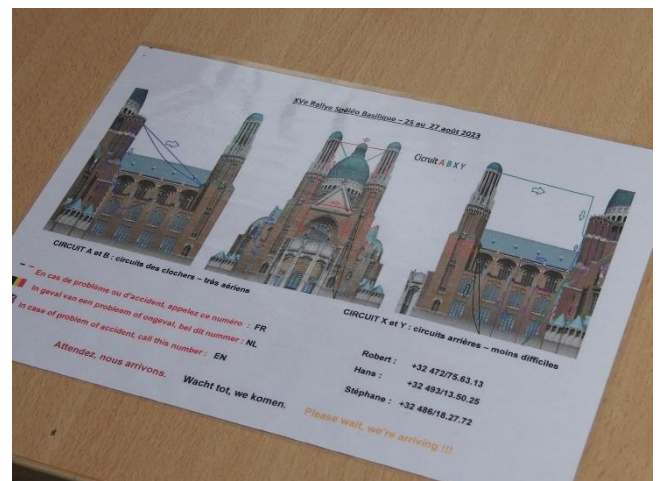 XVe Rallye Spéléo Basilique – 25 au 27 août 2023
Cicruit A B X Y
CIRCUIT A et B : circuits des clochers – très aériens
CIRCUIT X et Y : circuits arrières – moins difficiles
En cas de problème ou d'accident, appelez ce numéro : FR
In geval van een probleem of ongeval, bel dit nummer : NL
In case of problem of accident, call this number : EN
Robert : +32 472/75.63.13
Hans : +32 493/13.50.25
Stéphane : +32 486/18.27.72
Attendez, nous arrivons.
Wacht tot, we komen.
Please wait, we're arriving !!!